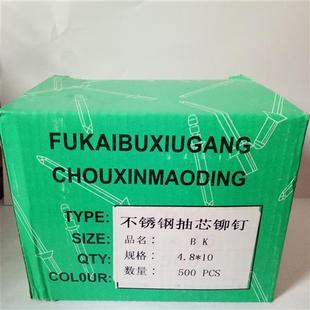 FUKAIBUXIUGANG
CHOUXINMAODING
TYPE: 不锈钢抽芯铆钉
SIZE: 品名: BK
QTY: 规格: 4.8*10
COL0UR: 数量: 500 PCS